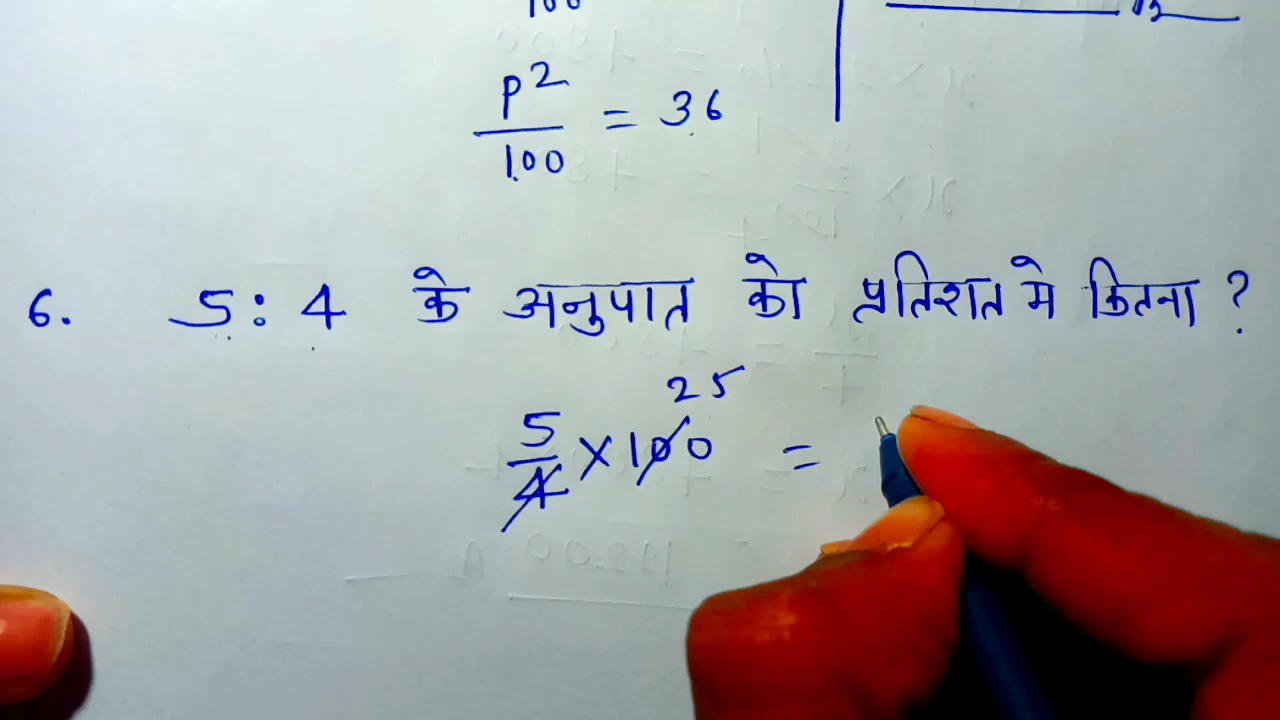 p²/100 = 36
6. 5 : 4 के अनुपात को प्रतिशत मे कितना ?
25
5/4 × 100 =